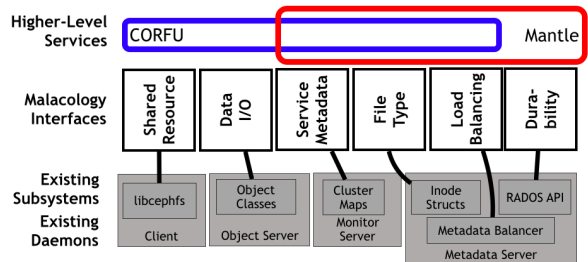 Higher-Level
Services
CORFU
Mantle
Malacology
Interfaces
Shared
Resource
Data
I/O
Service
Metadata
File
Type
Load
Balancing
Dura-
bility
Existing
Subsystems
libcephfs
Object
Classes
Cluster
Maps
Inode
Structs
RADOS API
Metadata Balancer
Existing
Daemons
Client
Object Server
Monitor
Server
Metadata Server